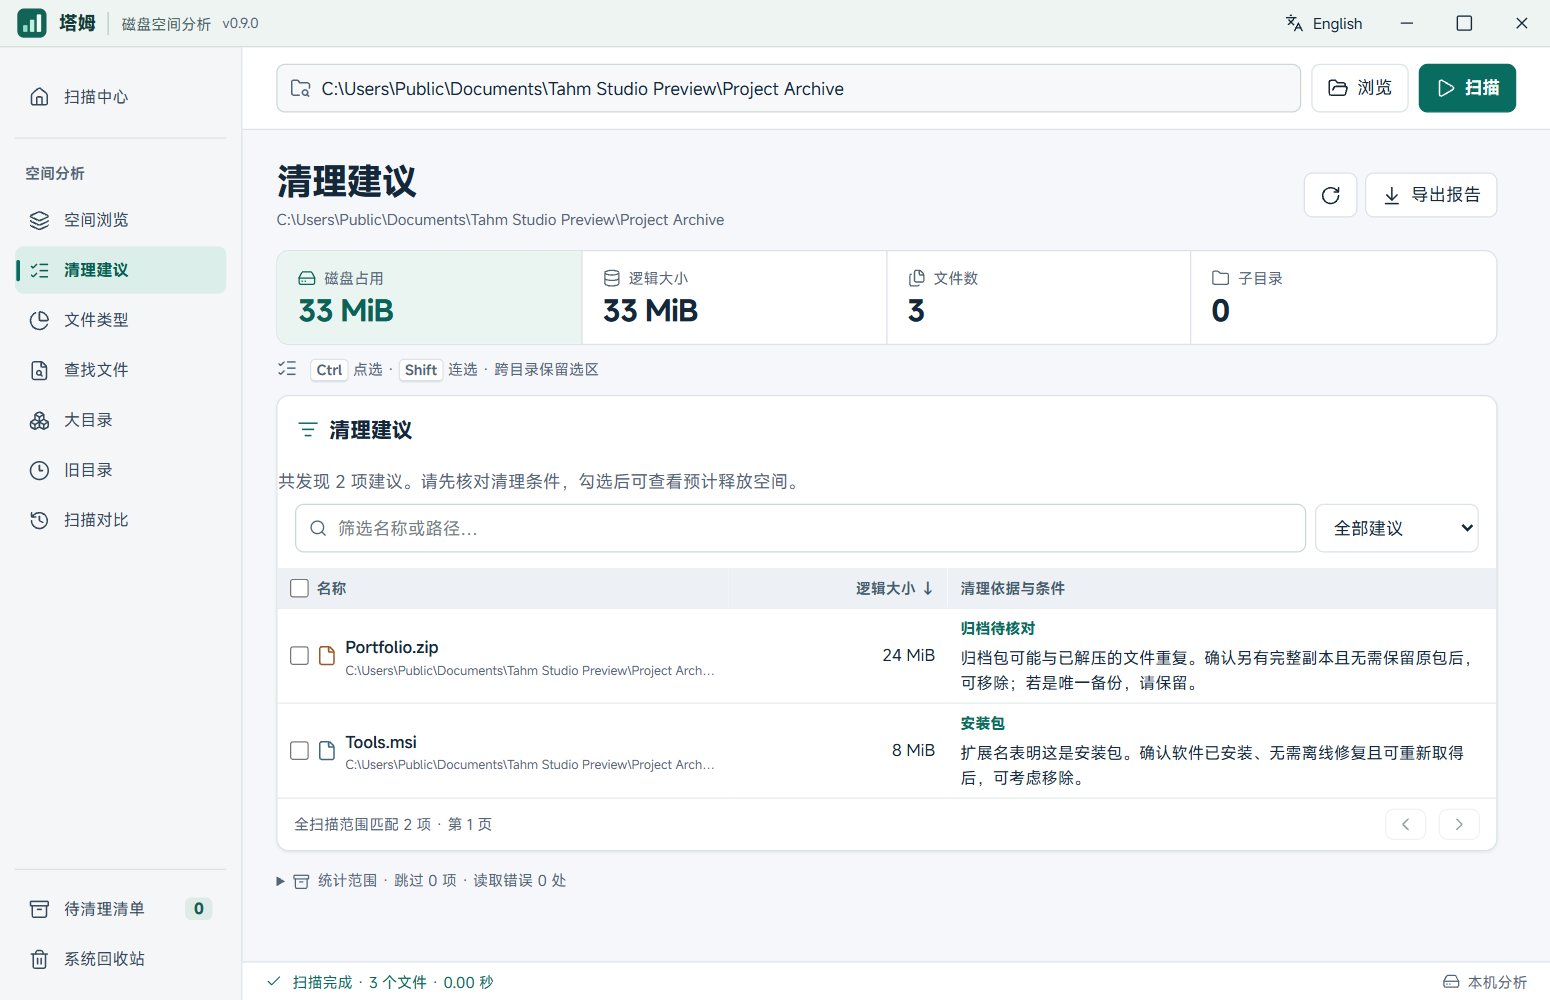 塔姆 磁盘空间分析 v0.9.0 English
扫描中心
空间分析
空间浏览
清理建议
文件类型
查找文件
大目录
旧目录
扫描对比
待清理清单 0
系统回收站
C:\Users\Public\Documents\Tahm Studio Preview\Project Archive 浏览 扫描
清理建议
C:\Users\Public\Documents\Tahm Studio Preview\Project Archive
导出报告
磁盘占用
33 MiB
逻辑大小
33 MiB
文件数
3
子目录
0
Ctrl 点选 · Shift 连选 · 跨目录保留选区
清理建议
共发现 2 项建议。请先核对清理条件，勾选后可查看预计释放空间。
筛选名称或路径... 全部建议
名称 逻辑大小 ↓ 清理依据与条件
Portfolio.zip
C:\Users\Public\Documents\Tahm Studio Preview\Project Arch...
24 MiB
归档待核对
归档包可能与已解压的文件重复。确认另有完整副本且无需保留原包后，
可移除；若是唯一备份，请保留。
Tools.msi
C:\Users\Public\Documents\Tahm Studio Preview\Project Arch...
8 MiB
安装包
扩展名表明这是安装包。确认软件已安装、无需离线修复且可重新取得
后，可考虑移除。
全扫描范围匹配 2 项 · 第 1 页
统计范围 · 跳过 0 项 · 读取错误 0 处
扫描完成 · 3 个文件 · 0.00 秒 本机分析